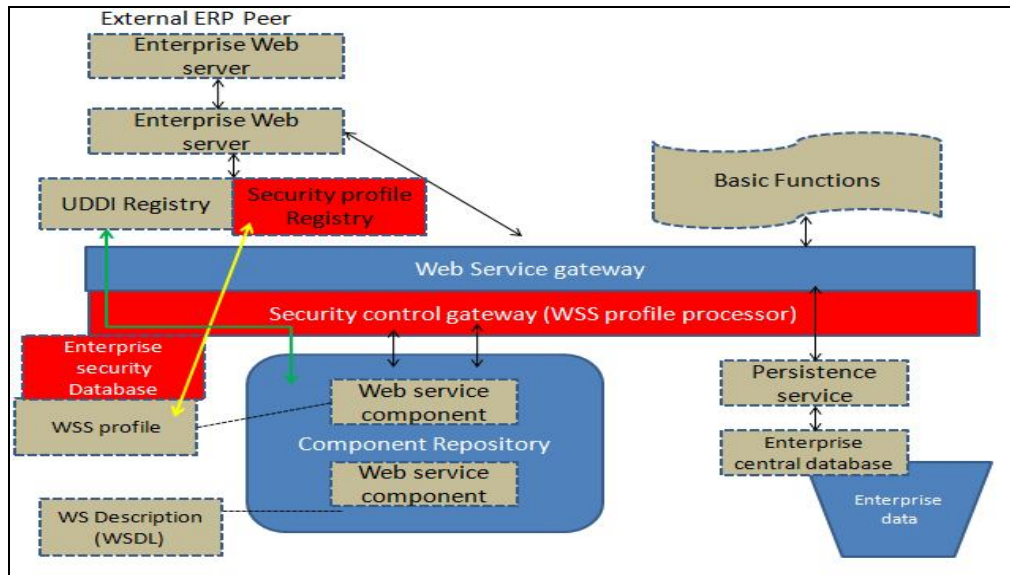 External ERP Peer
Enterprise Web
server
Enterprise Web
server
UDDI Registry
Security profile
Registry
Basic Functions
Web Service gateway
Security control gateway (WSS profile processor)
Enterprise
security
Database
WSS profile
Web service
component
Component Repository
Web service
component
WS Description
(WSDL)
Persistence
service
Enterprise
central database
Enterprise
data